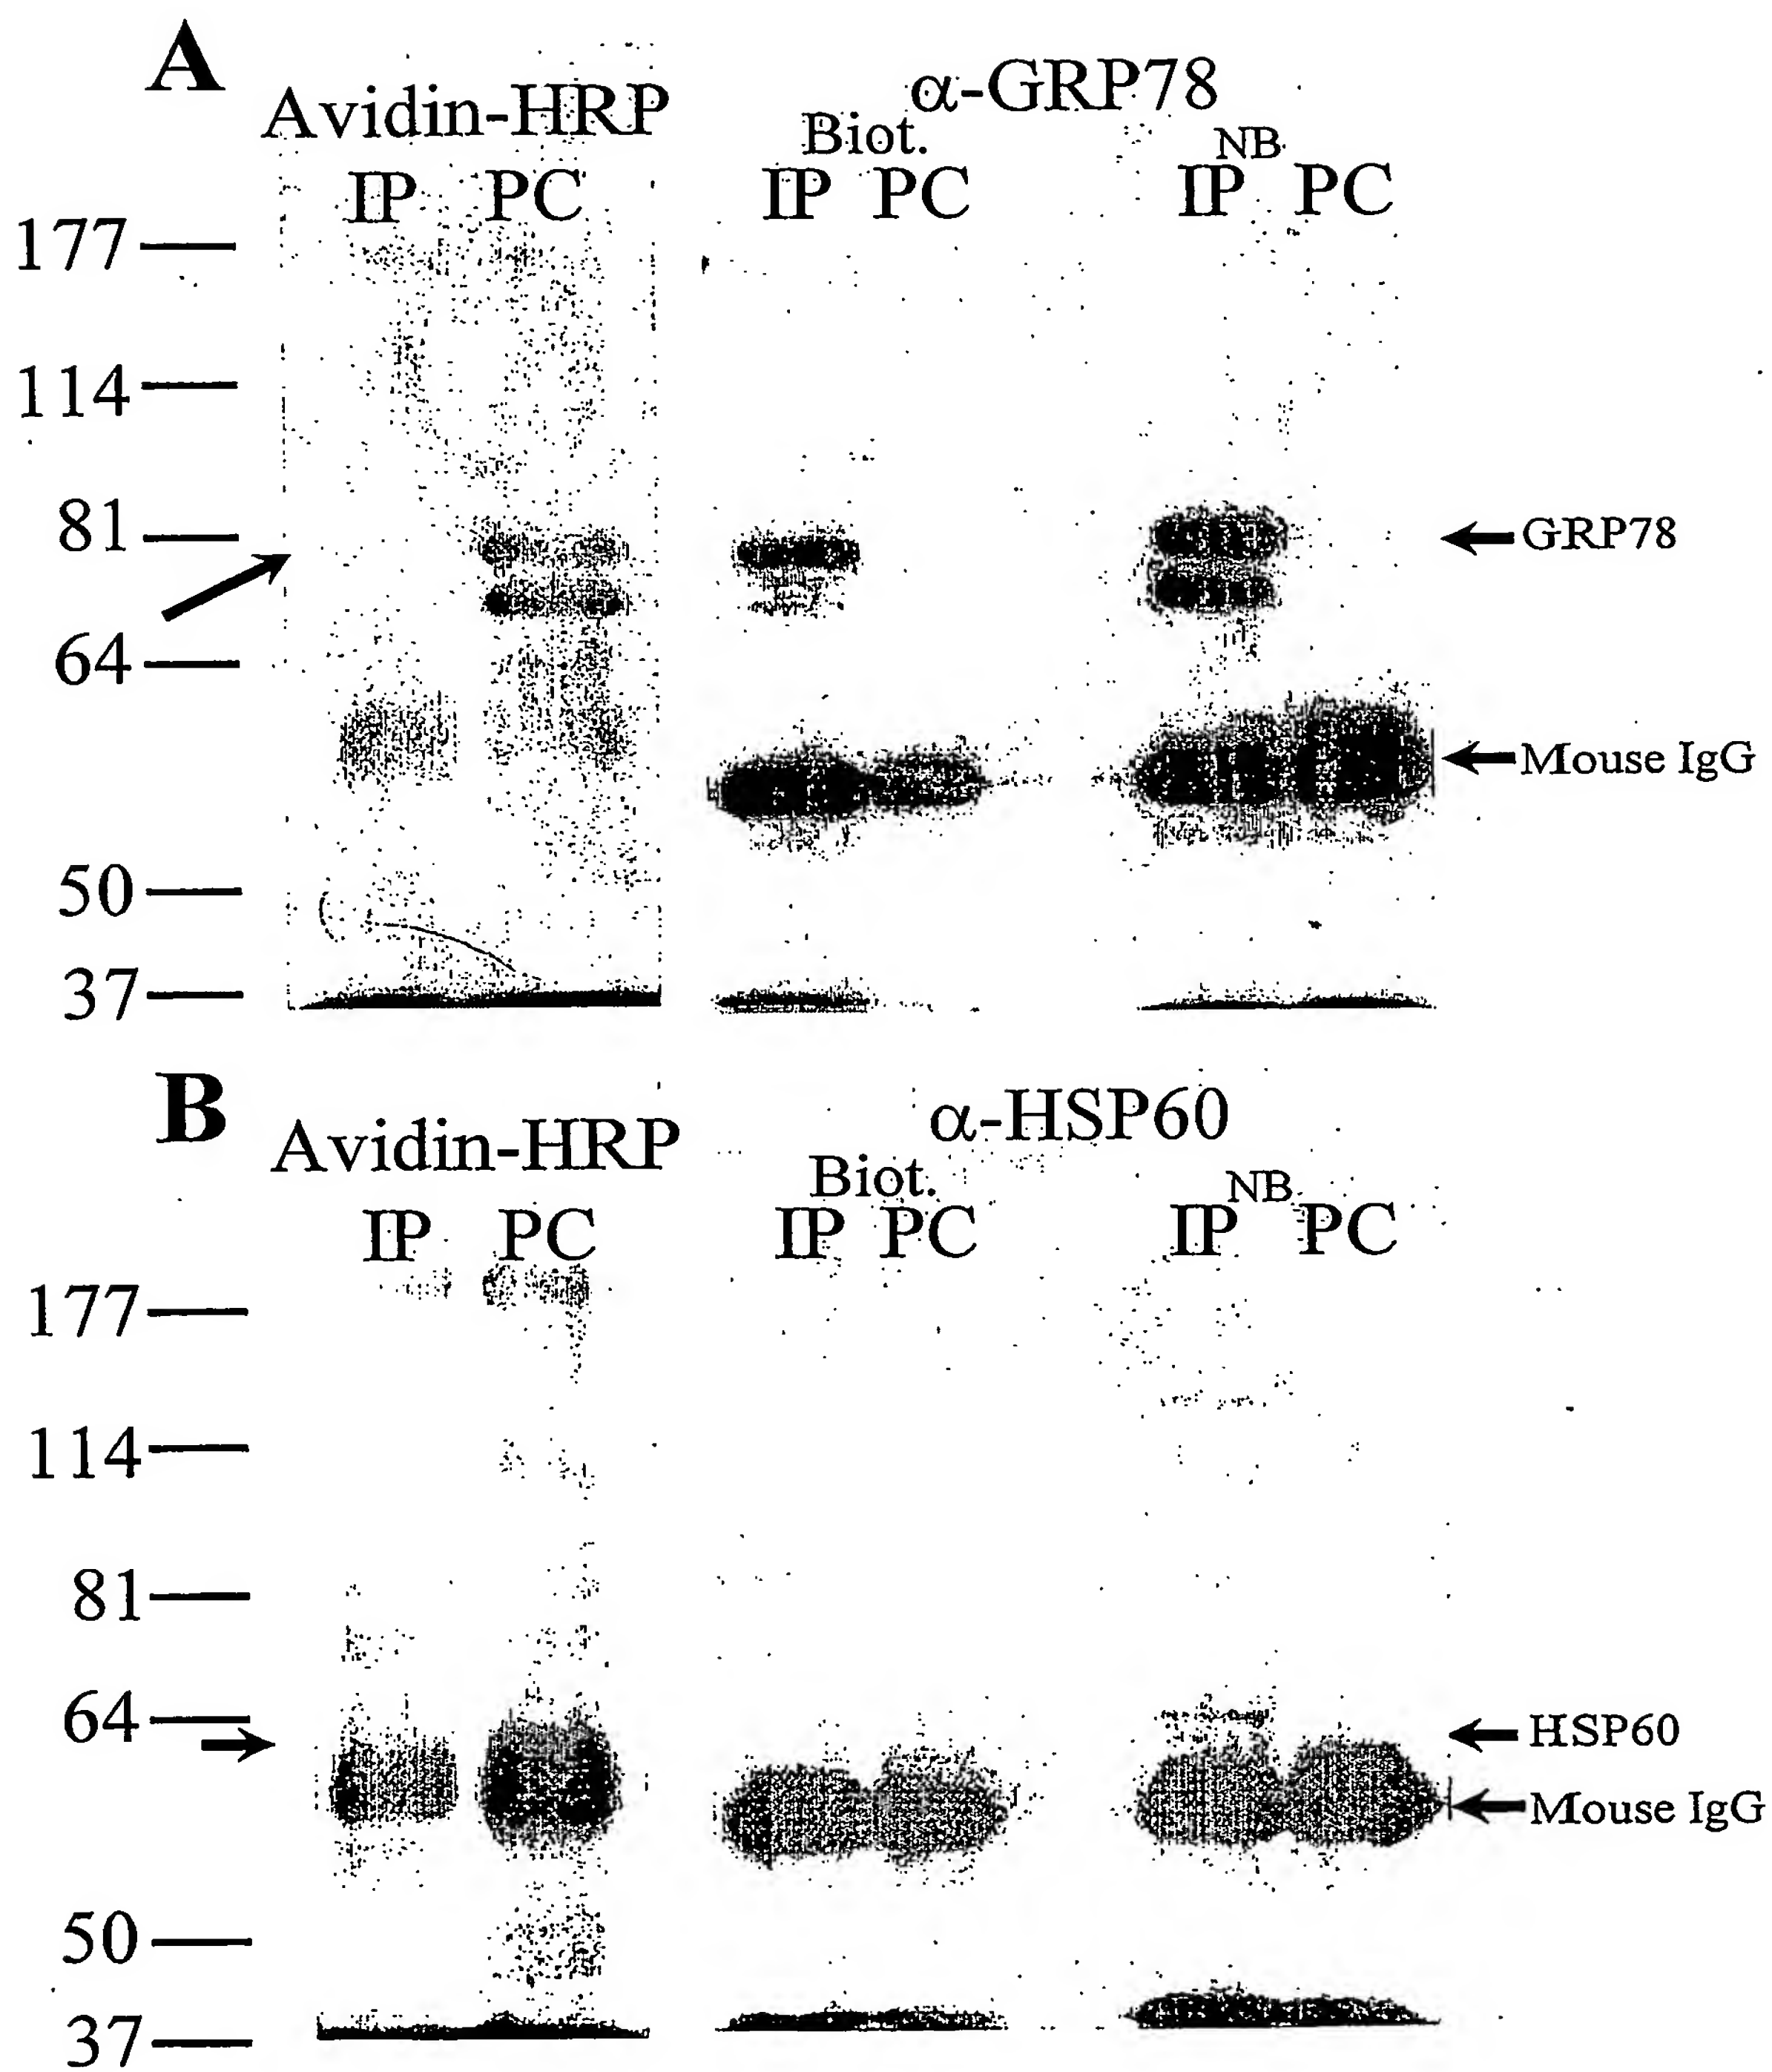 A
Avidin-HRP
α-GRP78
Biot.
NB
IP PC
IP PC
IP PC
177
114
81
64
50
37
GRP78
Mouse IgG
B
Avidin-HRP
α-HSP60
Biot.
NB
IP PC
IP PC
IP PC
177
114
81
64
50
37
HSP60
Mouse IgG